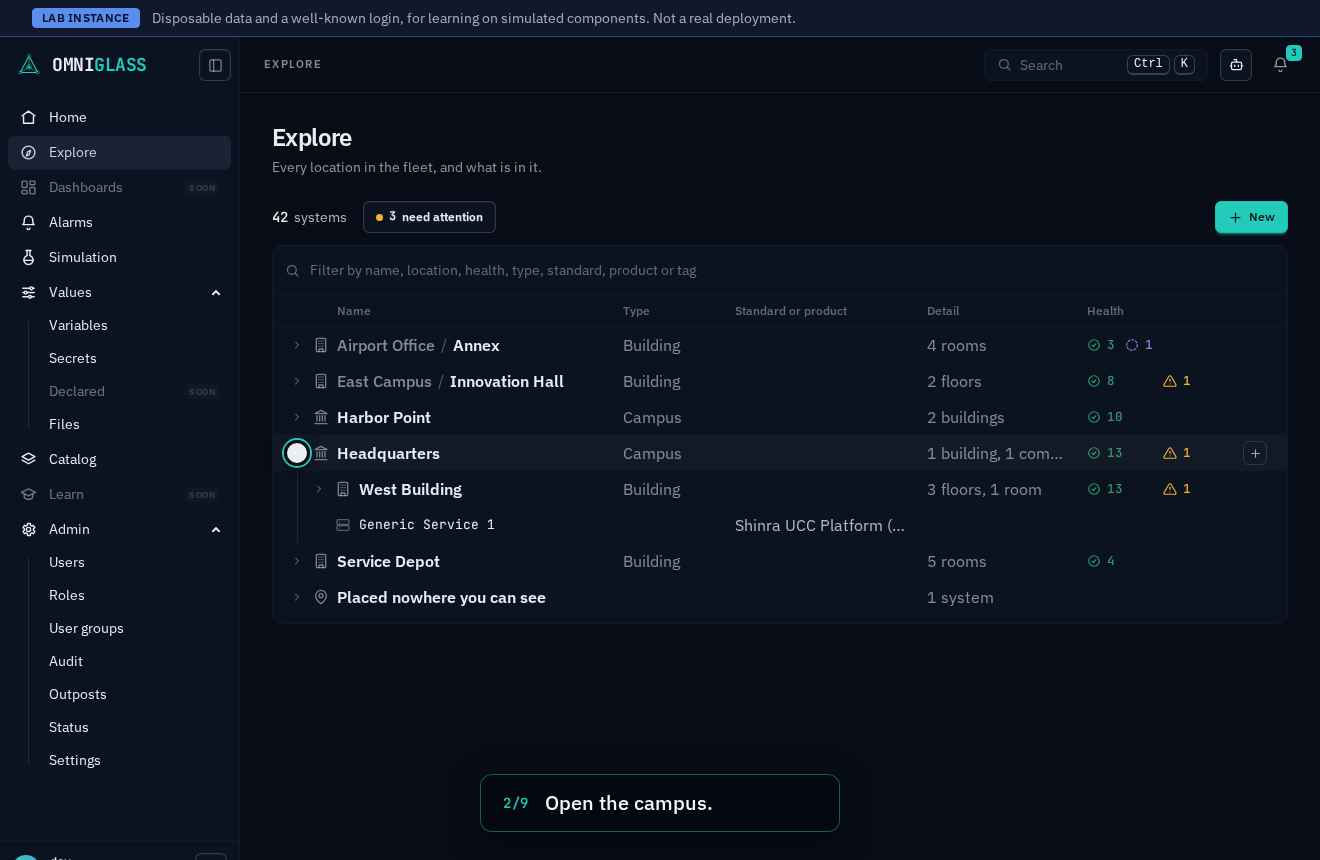 LAB INSTANCE Disposable data and a well-known login, for learning on simulated components. Not a real deployment.
OMNIGLASS
EXPLORE
Search Ctrl K
3
Home
Explore
Dashboards SOON
Alarms
Simulation
Values
Variables
Secrets
Declared SOON
Files
Catalog
Learn SOON
Admin
Users
Roles
User groups
Audit
Outposts
Status
Settings
Explore
Every location in the fleet, and what is in it.
42 systems 3 need attention
New
Filter by name, location, health, type, standard, product or tag
Name Type Standard or product Detail Health
Airport Office / Annex Building 4 rooms 3 1
East Campus / Innovation Hall Building 2 floors 8 1
Harbor Point Campus 2 buildings 10
Headquarters Campus 1 building, 1 com... 13 1
West Building Building 3 floors, 1 room 13 1
Generic Service 1 Shinra UCC Platform (...
Service Depot Building 5 rooms 4
Placed nowhere you can see 1 system
2/9 Open the campus.